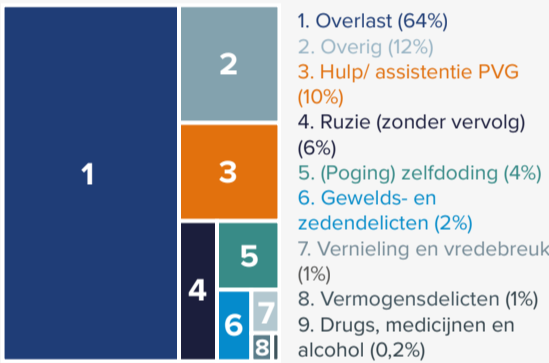 1
2
3
4
5
6
7
8
1. Overlast (64%)
2. Overig (12%)
3. Hulp/ assistentie PVG
(10%)
4. Ruzie (zonder vervolg)
(6%)
5. (Poging) zelfdoding (4%)
6. Gewelds- en
zedendelicten (2%)
7. Vernieling en vredebreuk
(1%)
8. Vermogensdelicten (1%)
9. Drugs, medicijnen en
alcohol (0,2%)